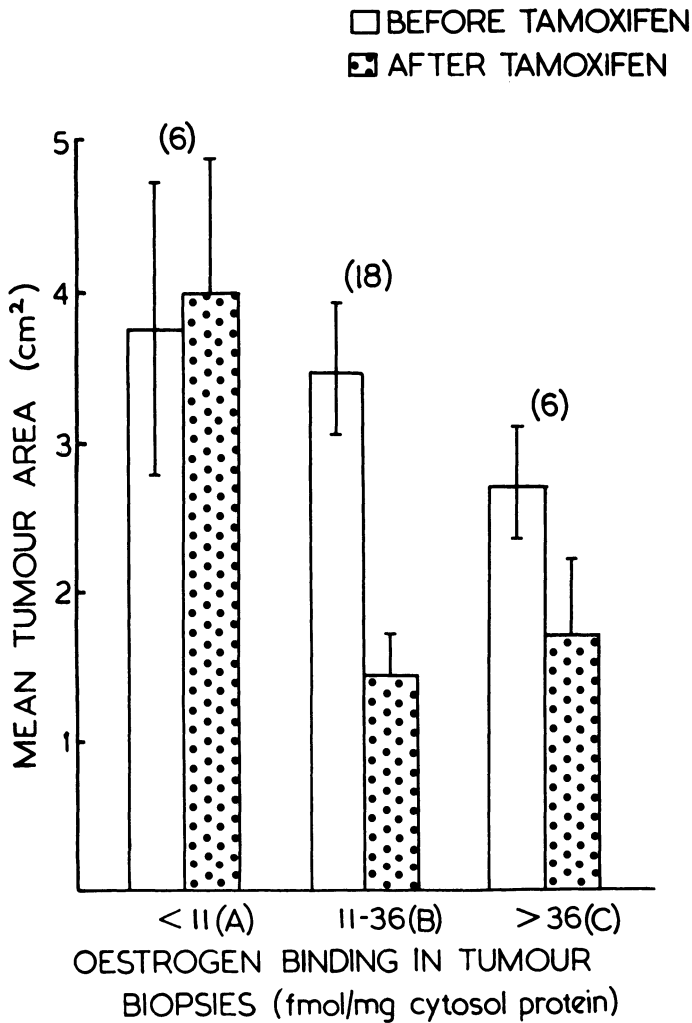 BEFORE TAMOXIFEN
AFTER TAMOXIFEN
5
(6)
4
(18)
3
(6)
2
1
MEAN TUMOUR AREA (cm²)
< 11(A) 11-36(B) > 36(C)
OESTROGEN BINDING IN TUMOUR
BIOPSIES (fmol/mg cytosol protein)